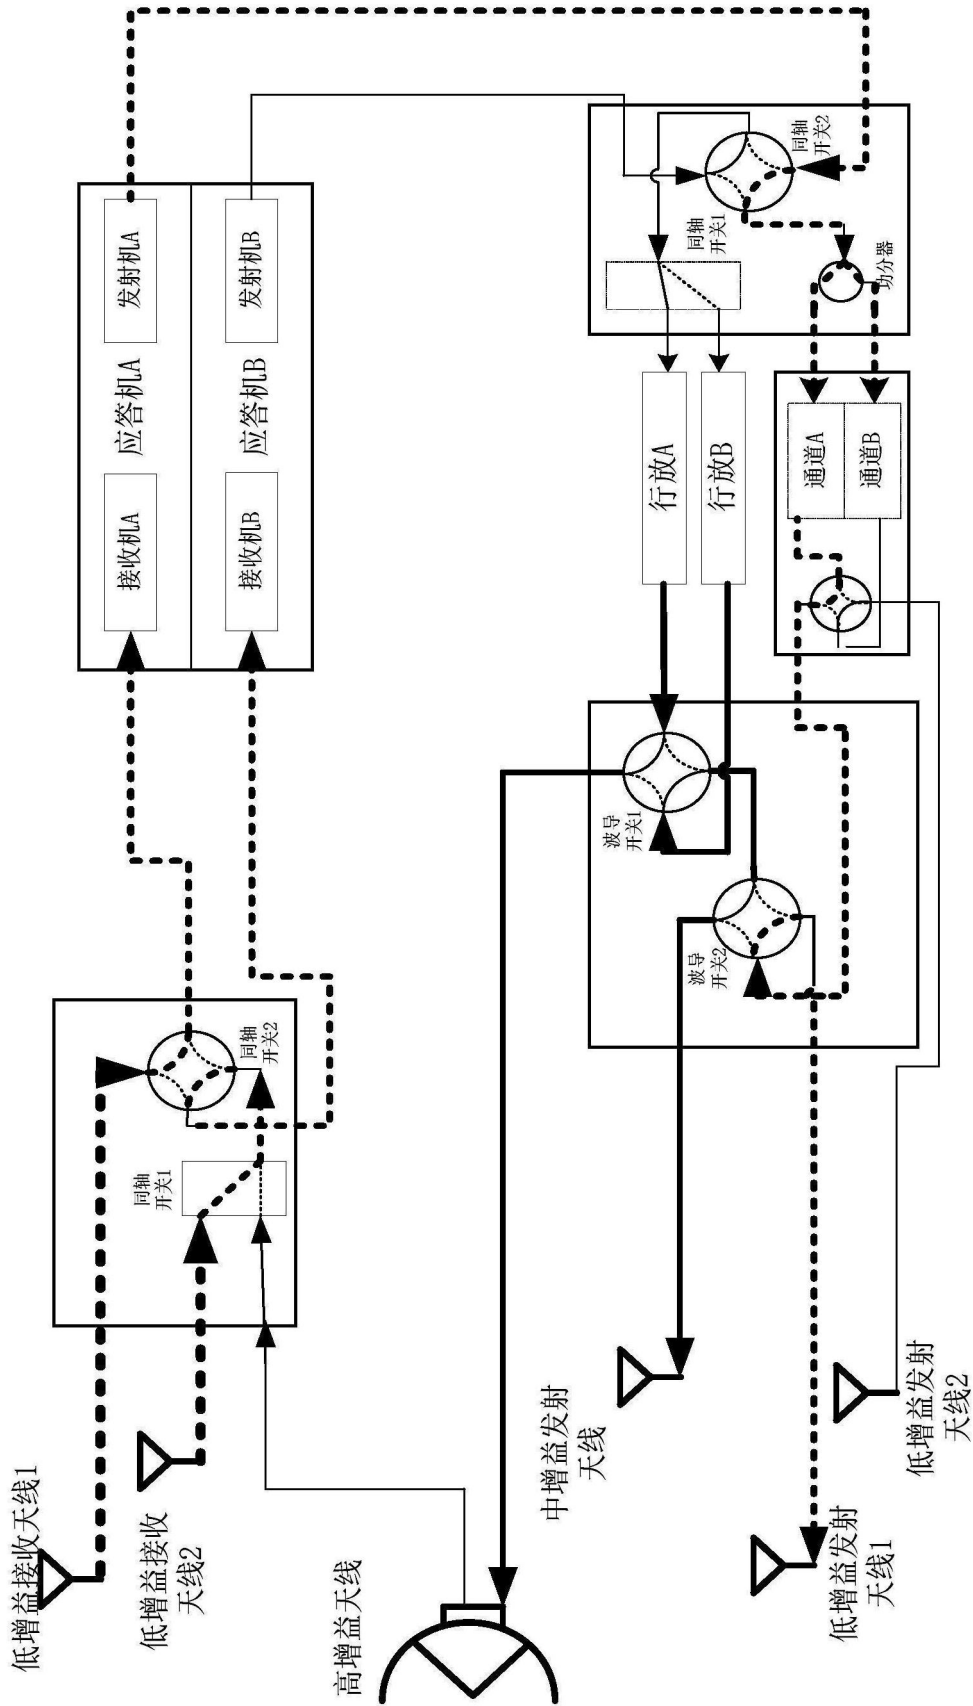 低增益接收天线1
低增益接收
天线2
高增益天线
中增益发射
天线
低增益发射
天线1
低增益发射
天线2
同轴
开关1
同轴
开关2
接收机A
应答机A
发射机A
接收机B
应答机B
发射机B
波导
开关1
波导
开关2
行放A
行放B
通道A
通道B
同轴
开关1
同轴
开关2
功分器